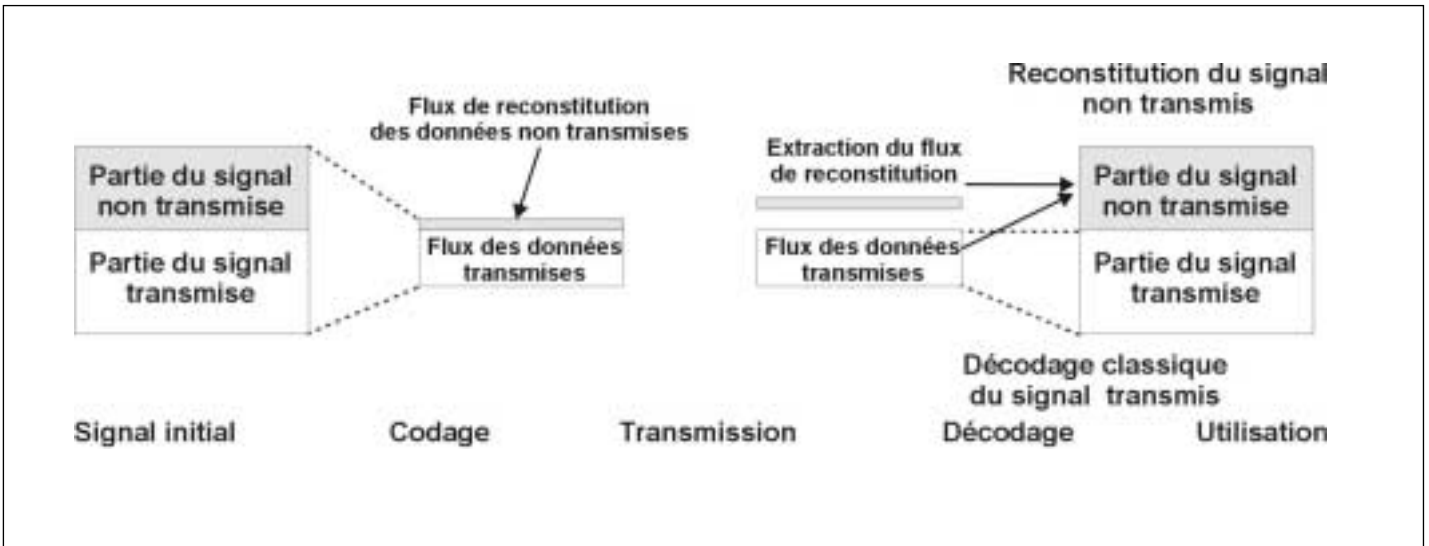 Reconstitution du signal
non transmis
Flux de reconstitution
des données non transmises
Extraction du flux
de reconstitution
Partie du signal
non transmise
Partie du signal
transmise
Flux des données
transmises
Flux des données
transmises
Partie du signal
non transmise
Partie du signal
transmise
Décodage classique
du signal transmis
Signal initial
Codage
Transmission
Décodage
Utilisation